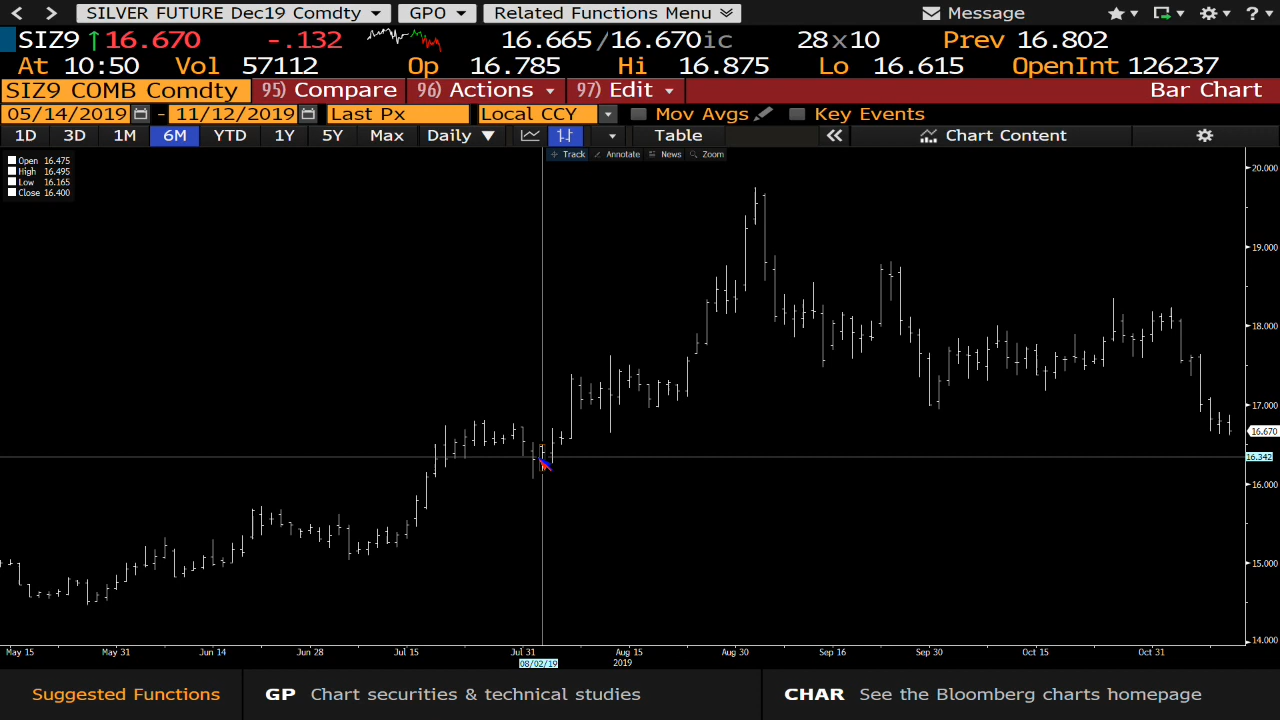 SILVER FUTURE Dec19 Comdty GPO Related Functions Menu Message ?
SIZ9 ↑16.670 -.132 16.665/16.670ic 28x10 Prev 16.802
At 10:50 Vol 57112 Op 16.785 Hi 16.875 Lo 16.615 OpenInt 126237
SIZ9 COMB Comdty 95) Compare 96) Actions 97) Edit Bar Chart
05/14/2019 - 11/12/2019 Last Px Local CCY Mov Avgs Key Events
1D 3D 1M 6M YTD 1Y 5Y Max Daily ▼ Table « Chart Content
Track Annotate News Zoom
Open 16.475
High 16.495
Low 16.165
Close 16.400
20.000
19.000
18.000
17.000
16.670
16.342
16.000
15.000
14.000
May 15 May 31 Jun 14 Jun 28 Jul 15 Jul 31 Aug 15 Aug 30 Sep 16 Sep 30 Oct 15 Oct 31
08/02/19 2019
Suggested Functions GP Chart securities & technical studies CHAR See the Bloomberg charts homepage